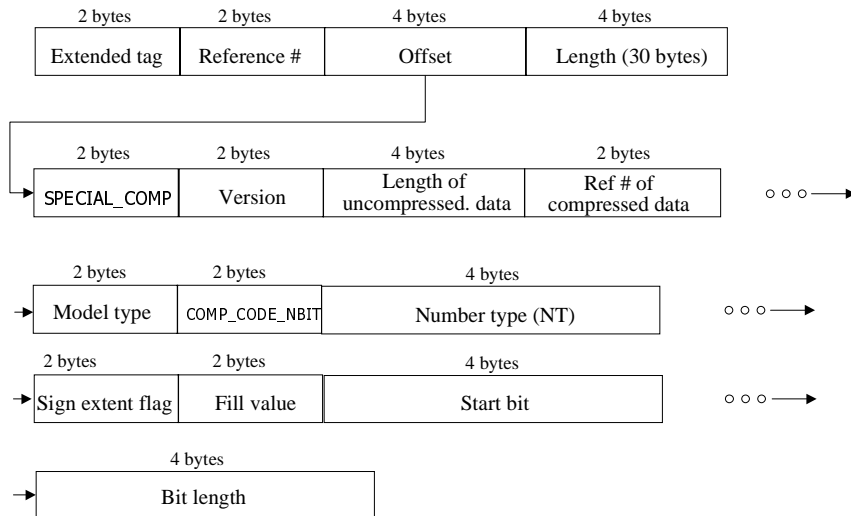 2 bytes 2 bytes 4 bytes 4 bytes
Extended tag Reference # Offset Length (30 bytes)
2 bytes 2 bytes 4 bytes 2 bytes
SPECIAL_COMP Version Length of uncompressed. data Ref # of compressed data
2 bytes 2 bytes 4 bytes
Model type COMP_CODE_NBIT Number type (NT)
2 bytes 2 bytes 4 bytes
Sign extent flag Fill value Start bit
4 bytes
Bit length